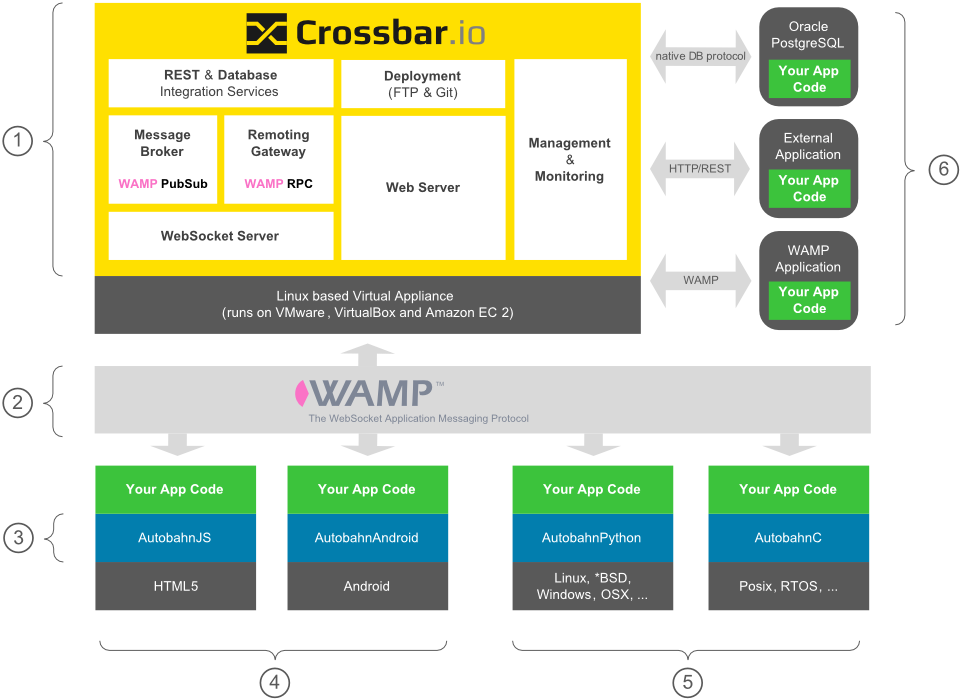 Crossbar.io
REST & Database
Integration Services
Deployment
(FTP & Git)
Message
Broker
WAMP PubSub
Remoting
Gateway
WAMP RPC
Web Server
Management
&
Monitoring
WebSocket Server
Linux based Virtual Appliance
(runs on VMware, VirtualBox and Amazon EC 2)
1
native DB protocol
Oracle
PostgreSQL
Your App
Code
HTTP/REST
External
Application
Your App
Code
WAMP
WAMP
Application
Your App
Code
6
2
WAMP™
The WebSocket Application Messaging Protocol
3
Your App Code
AutobahnJS
HTML5
Your App Code
AutobahnAndroid
Android
Your App Code
AutobahnPython
Linux, *BSD,
Windows, OSX, ...
Your App Code
AutobahnC
Posix, RTOS, ...
4
5